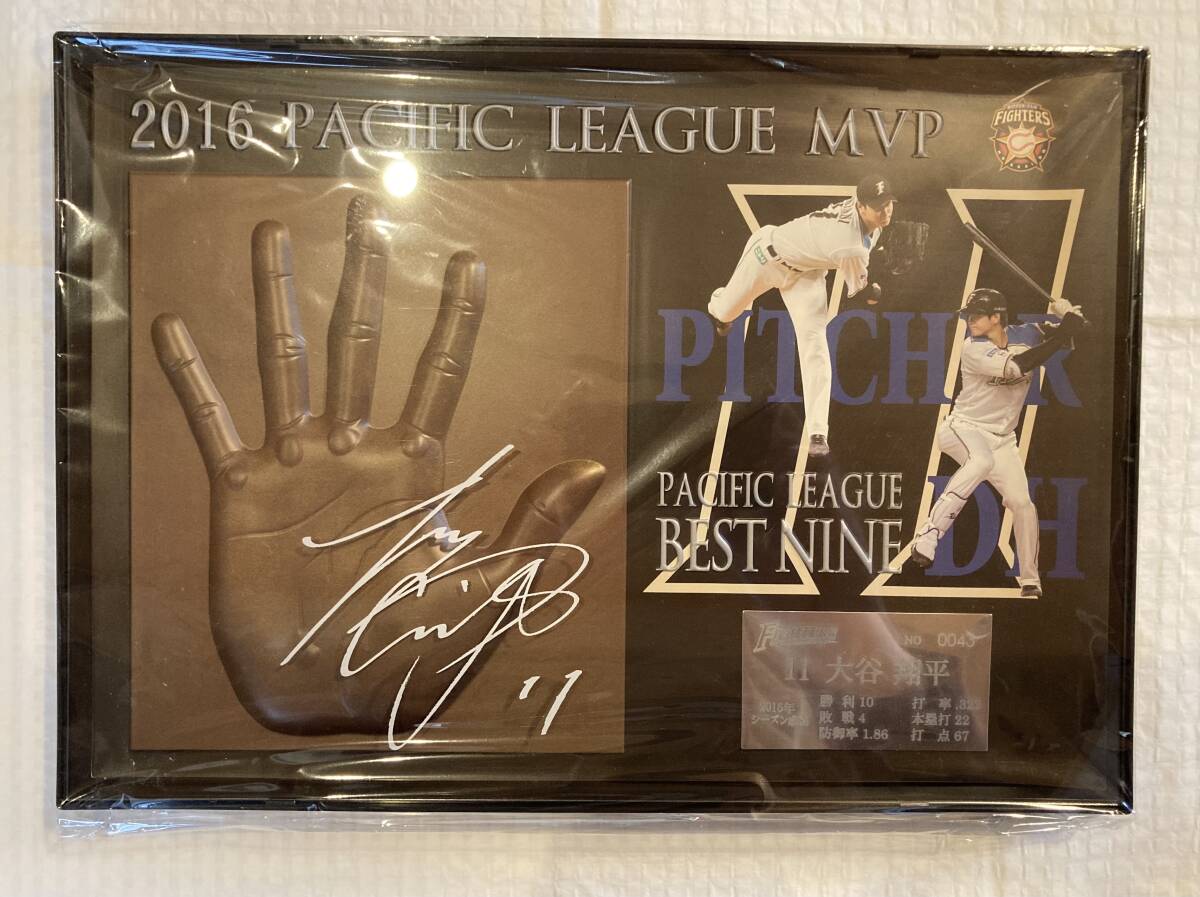 2016 PACIFIC LEAGUE MVP
FIGHTERS
PITCHER
PACIFIC LEAGUE
BEST NINE
DH
FIGHTERS
NO 0043
11 大谷 翔平
2016年
シーズン成績
勝利 10 打率 .322
敗戦 4 本塁打 22
防御率 1.86 打点 67
11